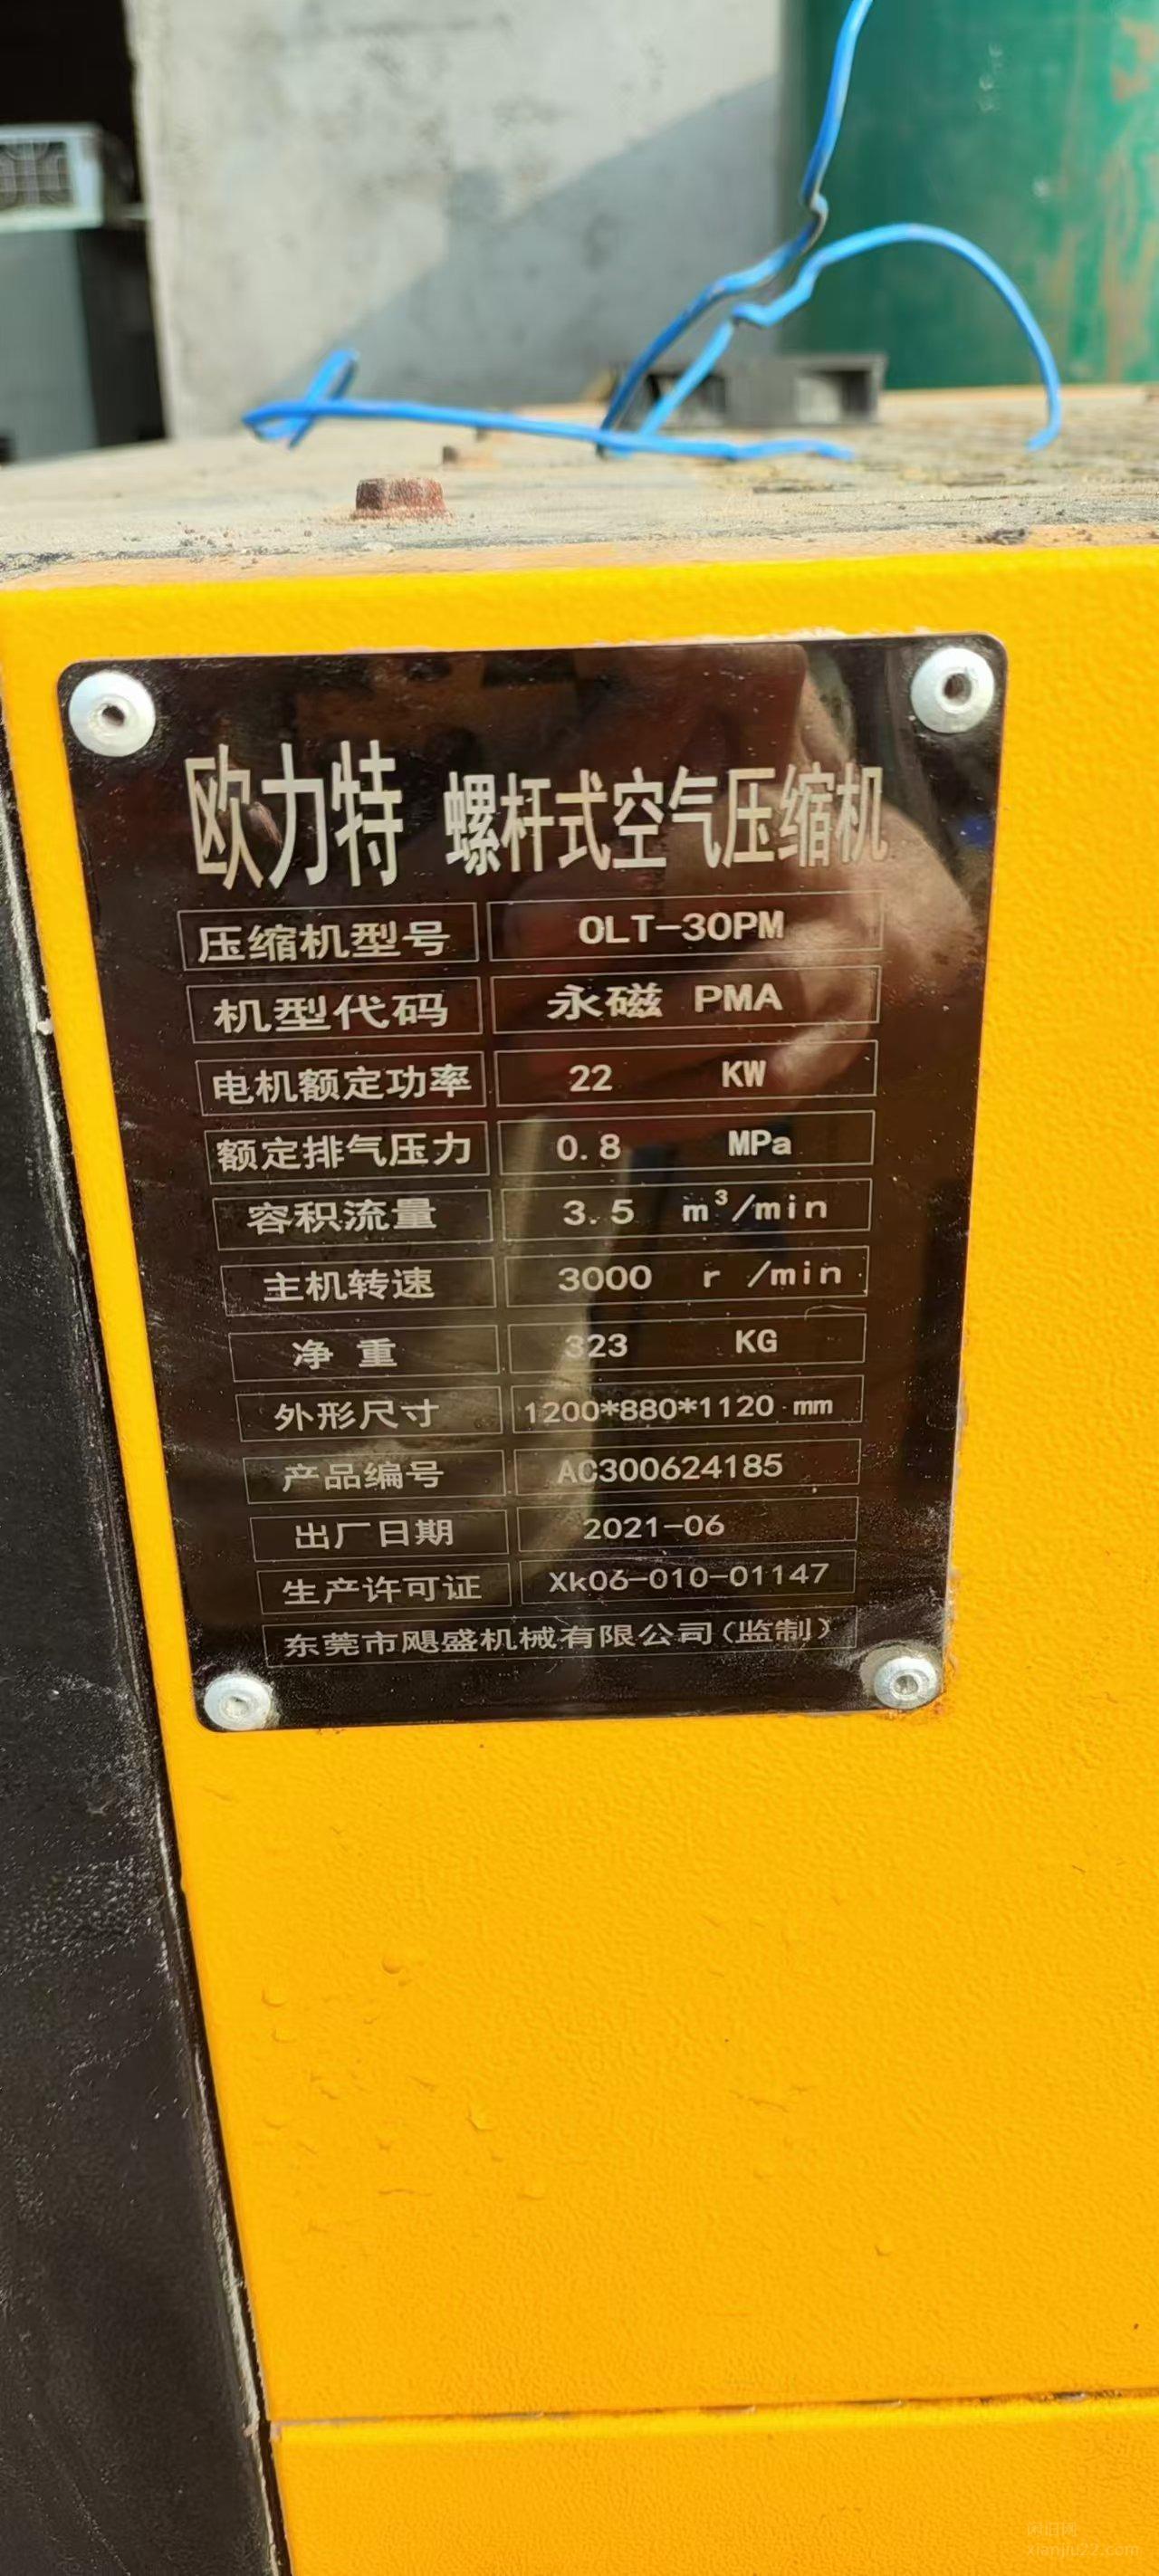 欧力特 螺杆式空气压缩机
压缩机型号 OLT-30PM
机型代码 永磁 PMA
电机额定功率 22 KW
额定排气压力 0.8 MPa
容积流量 3.5 m³/min
主机转速 3000 r /min
净 重 323 KG
外形尺寸 1200*880*1120 mm
产品编号 AC300624185
出厂日期 2021-06
生产许可证 Xk06-010-01147
东莞市飓盛机械有限公司(监制)
xianjiu22.com